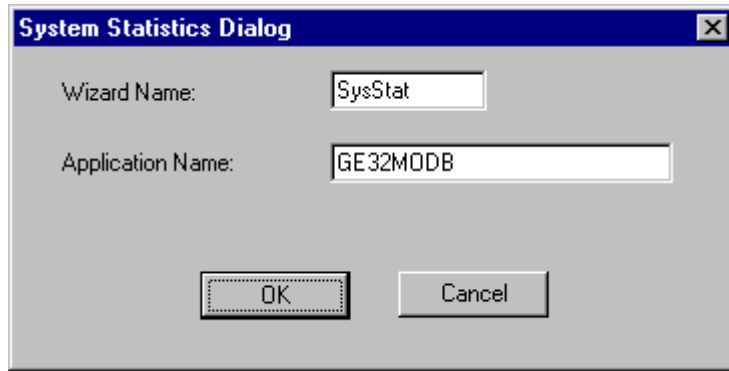 System Statistics Dialog
Wizard Name: SysStat
Application Name: GE32MODB
OK Cancel